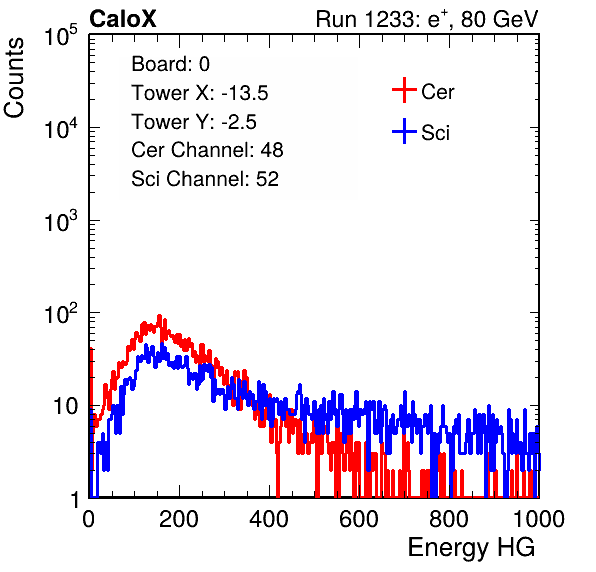 CaloX Run 1233: e⁺, 80 GeV
Counts
10⁵
10⁴
10³
10²
10
1
Board: 0
Tower X: -13.5
Tower Y: -2.5
Cer Channel: 48
Sci Channel: 52
Cer
Sci
0 200 400 600 800 1000
Energy HG